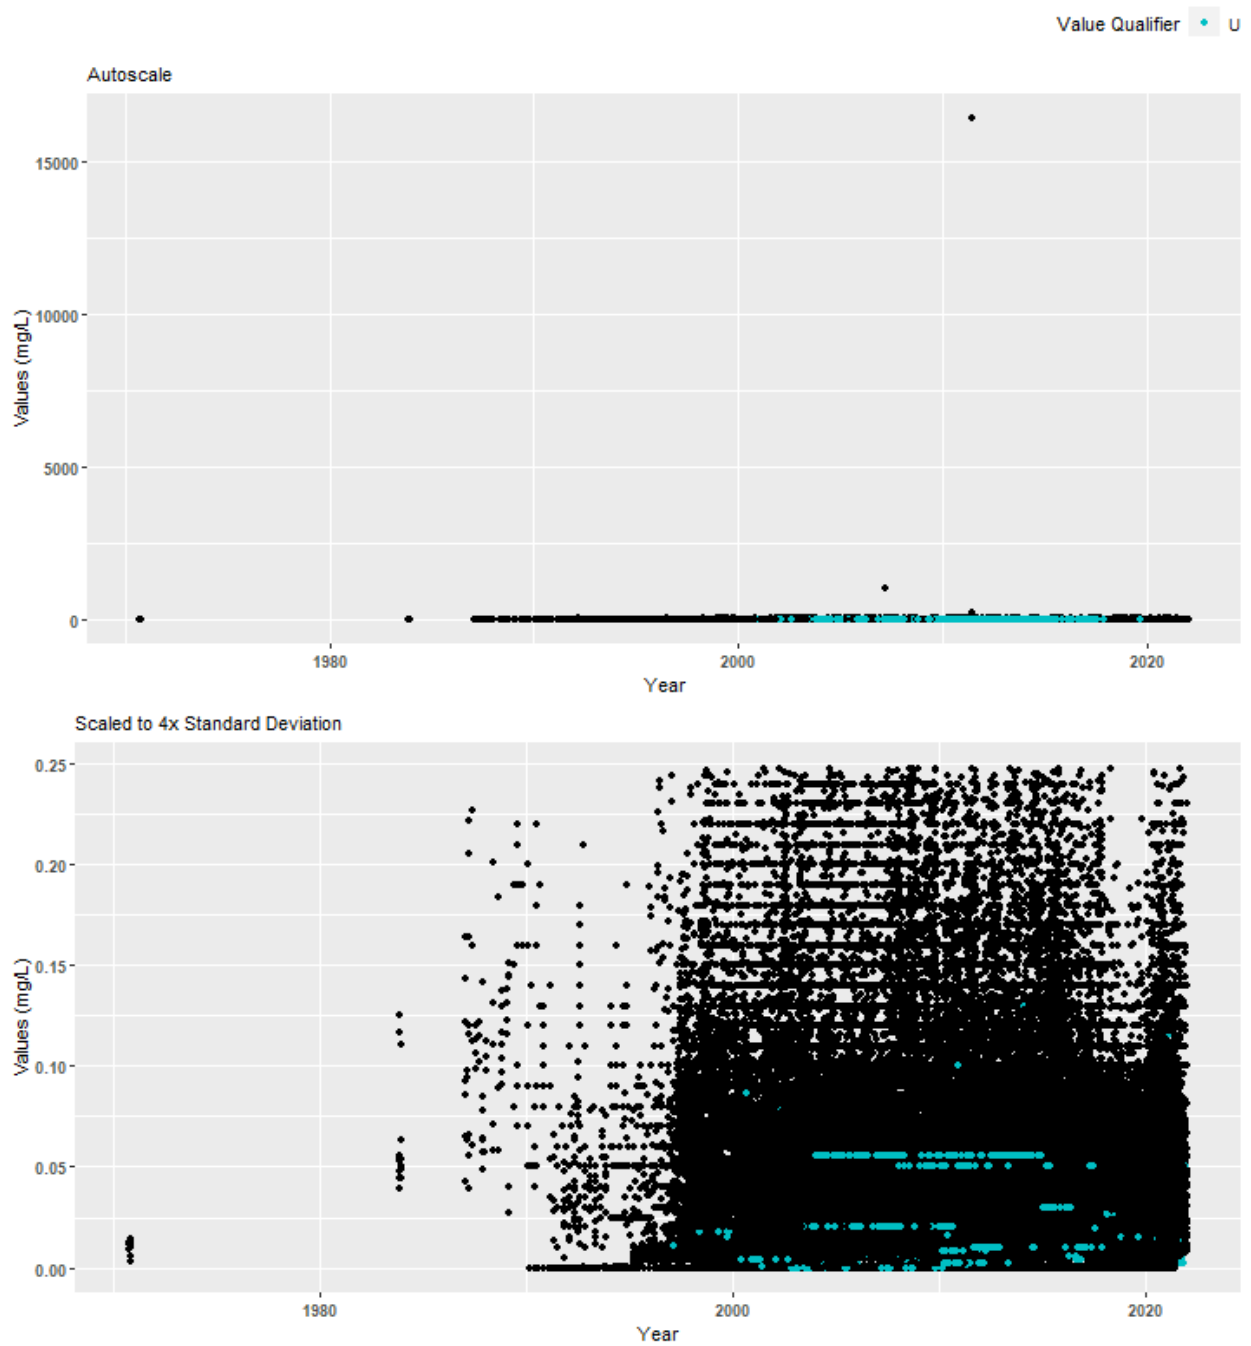 Value Qualifier U
Autoscale
15000
10000
5000
0
Values (mg/L)
1980 2000 2020
Year
Scaled to 4x Standard Deviation
0.25
0.20
0.15
0.10
0.05
0.00
Values (mg/L)
1980 2000 2020
Year